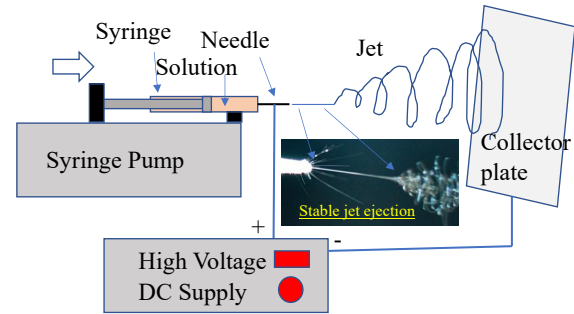 Syringe
Needle
Jet
Solution
Syringe Pump
Collector
plate
Stable jet ejection
+
-
High Voltage
DC Supply